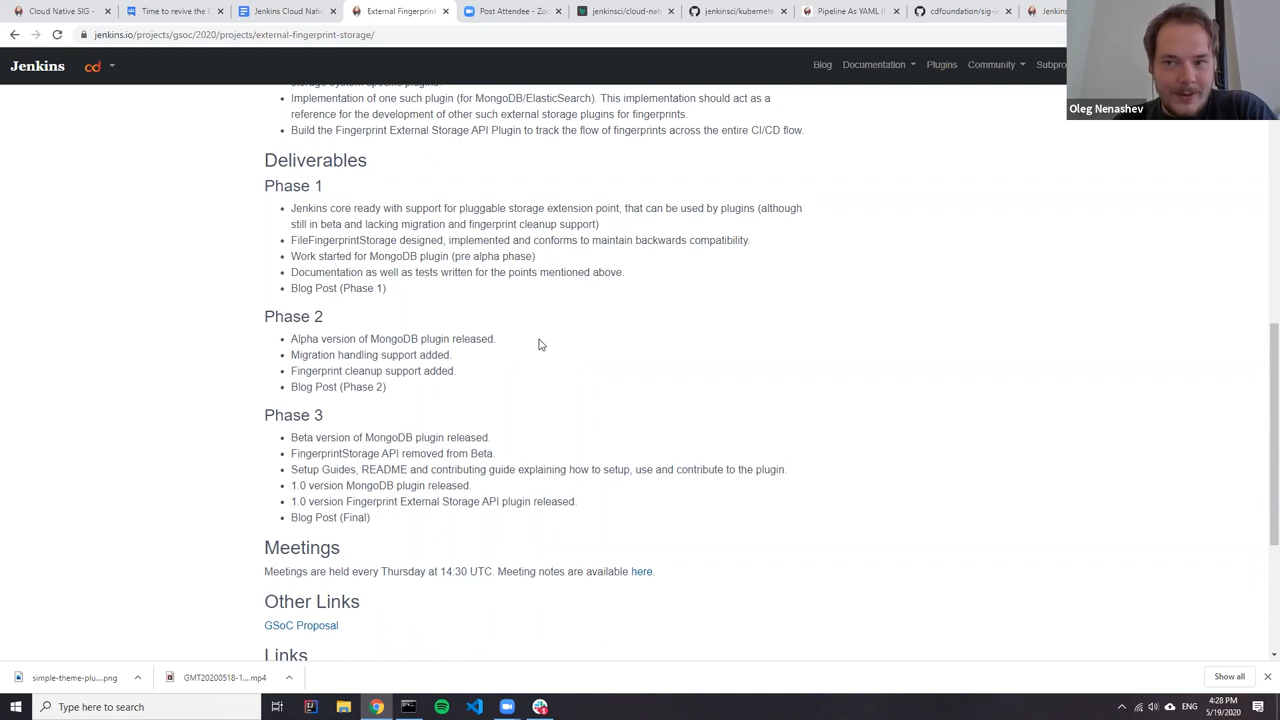 Cloud Native SIG -
Time to revive the C
Jenkins Cloud Nativ
External Fingerprint
Post Attendee - Zoo
jenkinsci/cloud-nat
jenkinsci/kubernete
Pipeline As YAML (I
cdfoundation/sig-in
Jenkin
jenkins.io/projects/gsoc/2020/projects/external-fingerprint-storage/
Jenkins
cd
Blog Documentation Plugins Community Subpro
Oleg Nenashev
storage system specific plugins.
Implementation of one such plugin (for MongoDB/ElasticSearch). This implementation should act as a
reference for the development of other such external storage plugins for fingerprints.
Build the Fingerprint External Storage API Plugin to track the flow of fingerprints across the entire CI/CD flow.
Deliverables
Phase 1
Jenkins core ready with support for pluggable storage extension point, that can be used by plugins (although
still in beta and lacking migration and fingerprint cleanup support)
FileFingerprintStorage designed, implemented and conforms to maintain backwards compatibility.
Work started for MongoDB plugin (pre alpha phase)
Documentation as well as tests written for the points mentioned above.
Blog Post (Phase 1)
Phase 2
Alpha version of MongoDB plugin released.
Migration handling support added.
Fingerprint cleanup support added.
Blog Post (Phase 2)
Phase 3
Beta version of MongoDB plugin released.
FingerprintStorage API removed from Beta.
Setup Guides, README and contributing guide explaining how to setup, use and contribute to the plugin.
1.0 version MongoDB plugin released.
1.0 version Fingerprint External Storage API plugin released.
Blog Post (Final)
Meetings
Meetings are held every Thursday at 14:30 UTC. Meeting notes are available here.
Other Links
GSoC Proposal
Links
simple-theme-plu....png
GMT20200518-1....mp4
Show all
Type here to search
4:28 PM
5/19/2020